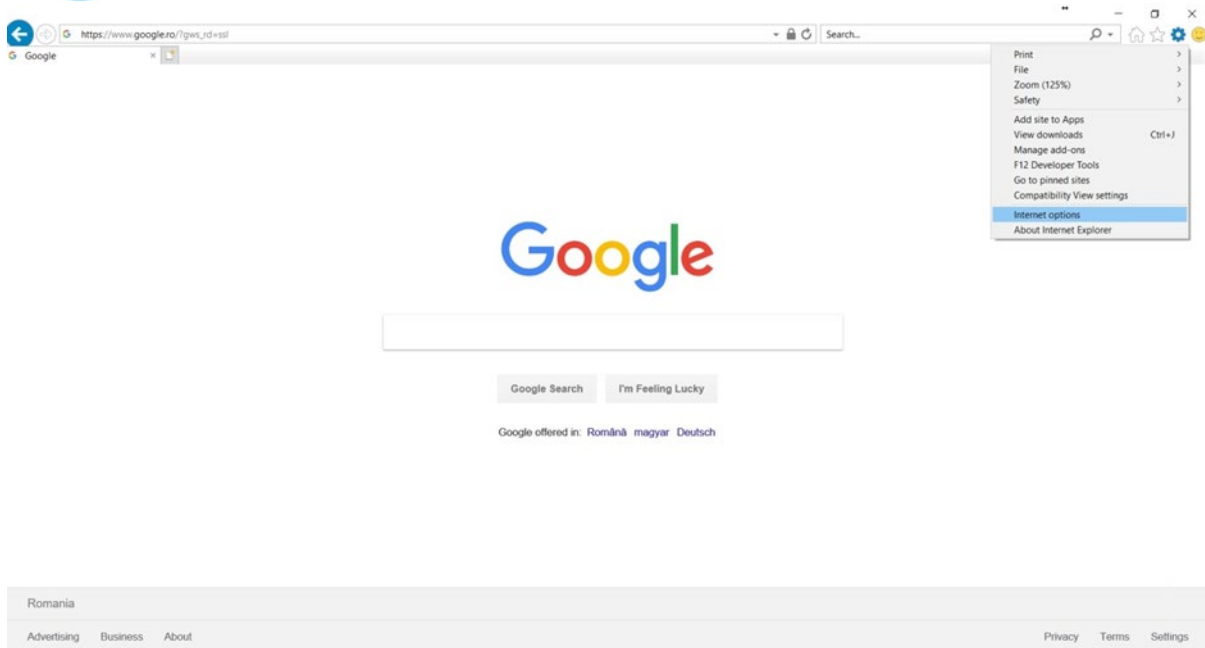 https://www.google.ro/?gws_rd=ssl
Search...
Google
Print
File
Zoom (125%)
Safety
Add site to Apps
View downloads Ctrl+J
Manage add-ons
F12 Developer Tools
Go to pinned sites
Compatibility View settings
Internet options
About Internet Explorer
Google
Google Search I'm Feeling Lucky
Google offered in: Română magyar Deutsch
Romania
Advertising Business About Privacy Terms Settings